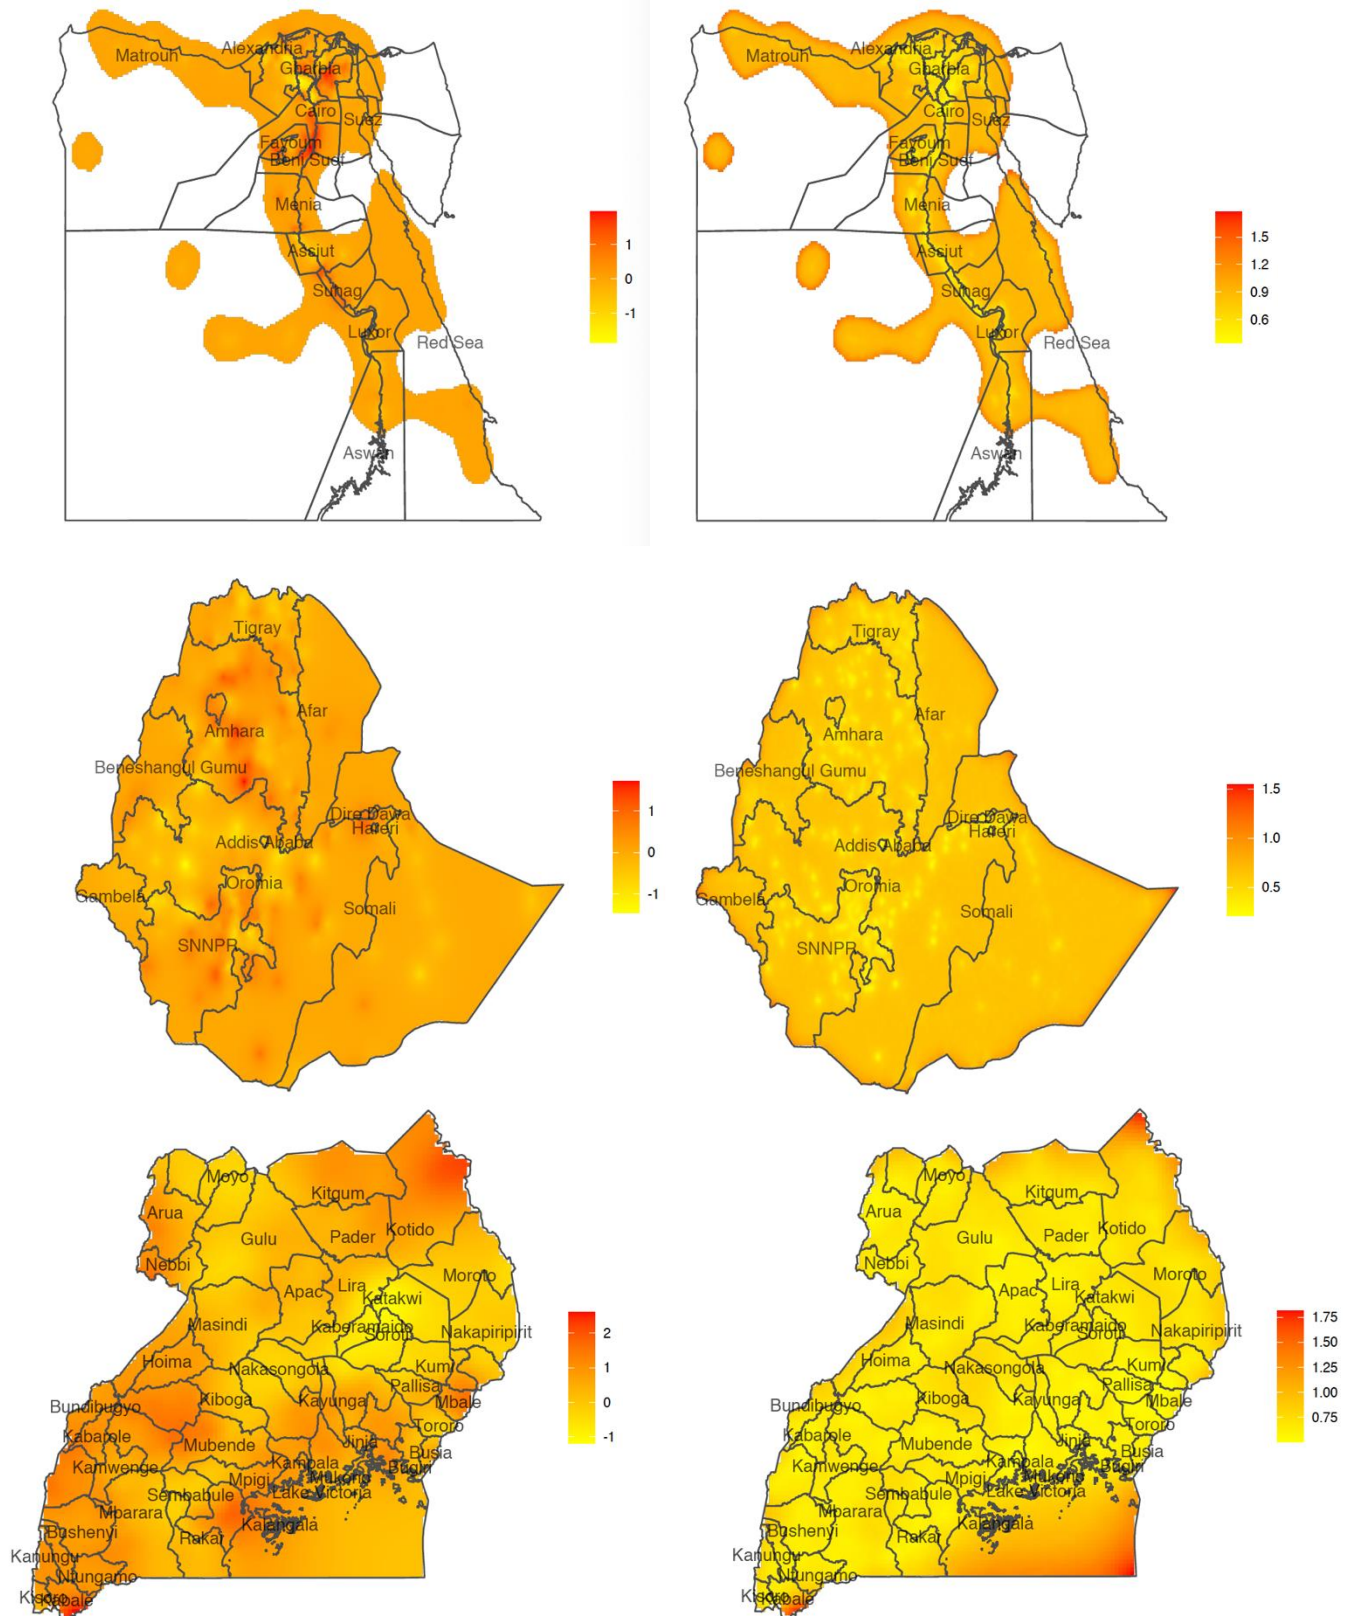 Matrouh
Alexandria
Gharbia
Cairo
Suez
Fayoum
Beni Suef
Menia
Assiut
Suhag
Luxor
Red Sea
Aswan
1
0
-1
Matrouh
Alexandria
Gharbia
Cairo
Suez
Fayoum
Beni Suef
Menia
Assiut
Suhag
Luxor
Red Sea
Aswan
1.5
1.2
0.9
0.6
Tigray
Afar
Amhara
Beneshangul Gumu
Dire Dawa
Hareri
Addis Ababa
Oromia
Gambela
Somali
SNNPR
1
0
-1
Tigray
Afar
Amhara
Beneshangul Gumu
Dire Dawa
Hareri
Addis Ababa
Oromia
Gambela
Somali
SNNPR
1.5
1.0
0.5
Moyo
Kitgum
Arua
Kotido
Gulu
Pader
Nebbi
Moroto
Lira
Apac
Katakwi
Masindi
Kaberamaido
Soroti
Nakapiripirit
Hoima
Nakasongola
Kumi
Pallisa
Kiboga
Kayunga
Mbale
Bundibugyo
Tororo
Kabarole
Mubende
Jinja
Busia
Kamwenge
Kampala
Bugiri
Mpigi
Mukono
Sembabule
Lake Victoria
Mbarara
Kalangala
Bushenyi
Rakai
Kanungu
Ntungamo
Kisoro
Kabale
2
1
0
-1
Moyo
Kitgum
Arua
Kotido
Gulu
Pader
Nebbi
Moroto
Lira
Apac
Katakwi
Masindi
Kaberamaido
Soroti
Nakapiripirit
Hoima
Nakasongola
Kumi
Pallisa
Kiboga
Kayunga
Mbale
Bundibugyo
Tororo
Kabarole
Mubende
Jinja
Busia
Kamwenge
Kampala
Bugiri
Mpigi
Mukono
Sembabule
Lake Victoria
Mbarara
Kalangala
Bushenyi
Rakai
Kanungu
Ntungamo
Kisoro
Kabale
1.75
1.50
1.25
1.00
0.75